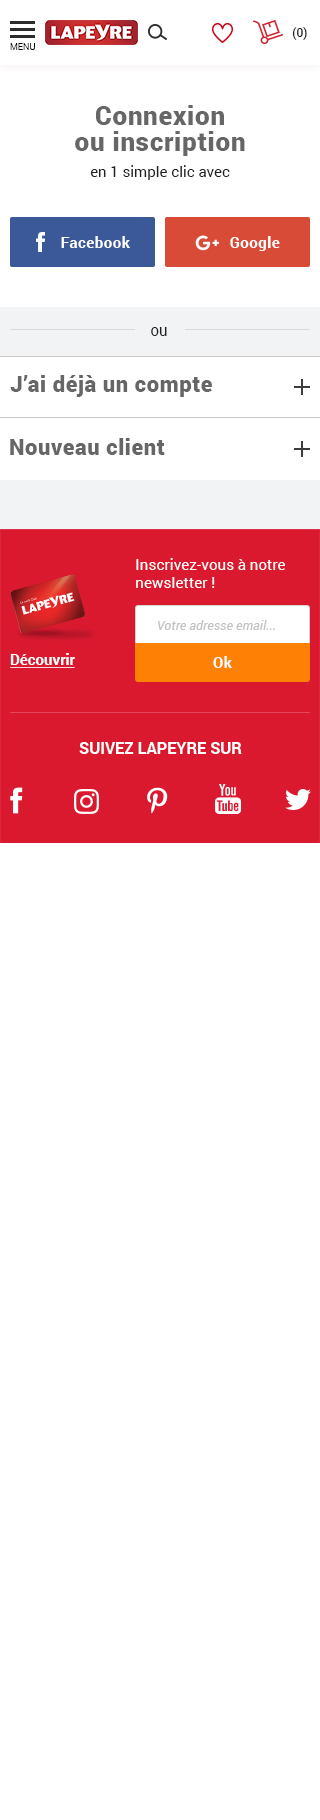 MENU
LAPEYRE
(0)
Connexion
ou inscription
en 1 simple clic avec
Facebook
Google
ou
J’ai déjà un compte
Nouveau client
Inscrivez-vous à notre
newsletter !
LAPEYRE
Votre adresse email...
Découvrir
Ok
SUIVEZ LAPEYRE SUR
You
Tube